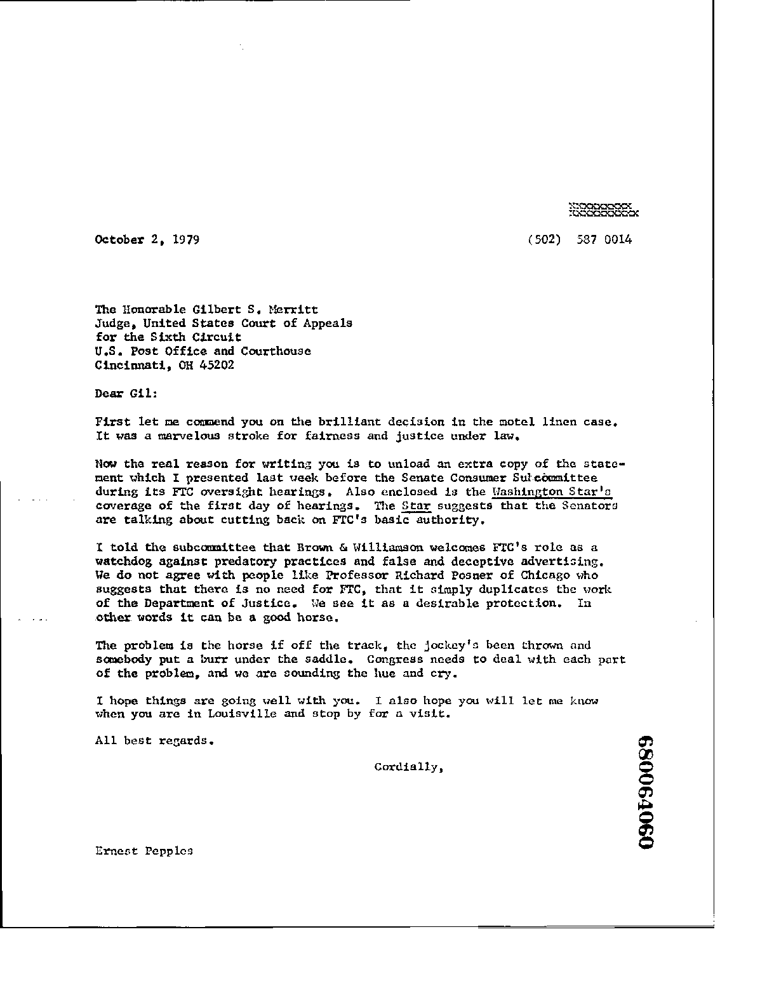 October 2, 1979
(502) 587 0014
The Honorable Gilbert S. Merritt
Judge, United States Court of Appeals
for the Sixth Circuit
U.S. Post Office and Courthouse
Cincinnati, OH 45202
Dear Gil:
First let me commend you on the brilliant decision in the motel linen case.
It was a marvelous stroke for fairness and justice under law.
Now the real reason for writing you is to unload an extra copy of the state-
ment which I presented last week before the Senate Consumer Subcommittee
during its FTC oversight hearings. Also enclosed is the Washington Star's
coverage of the first day of hearings. The Star suggests that the Senators
are talking about cutting back on FTC's basic authority.
I told the subcommittee that Brown & Williamson welcomes FTC's role as a
watchdog against predatory practices and false and deceptive advertising.
We do not agree with people like Professor Richard Posner of Chicago who
suggests that there is no need for FTC, that it simply duplicates the work
of the Department of Justice. We see it as a desirable protection. In
other words it can be a good horse.
The problem is the horse if off the track, the jockey's been thrown and
somebody put a burr under the saddle. Congress needs to deal with each part
of the problem, and we are sounding the hue and cry.
I hope things are going well with you. I also hope you will let me know
when you are in Louisville and stop by for a visit.
All best regards.
Cordially,
Ernest Pepples
680064060